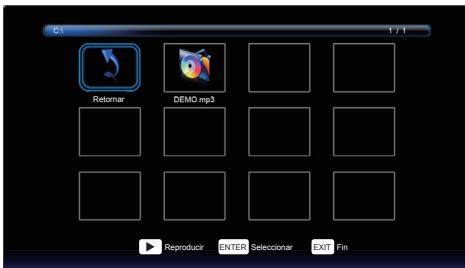 C:\ 1 / 1
Retornar DEMO.mp3
Reproducir ENTER Seleccionar EXIT Fin